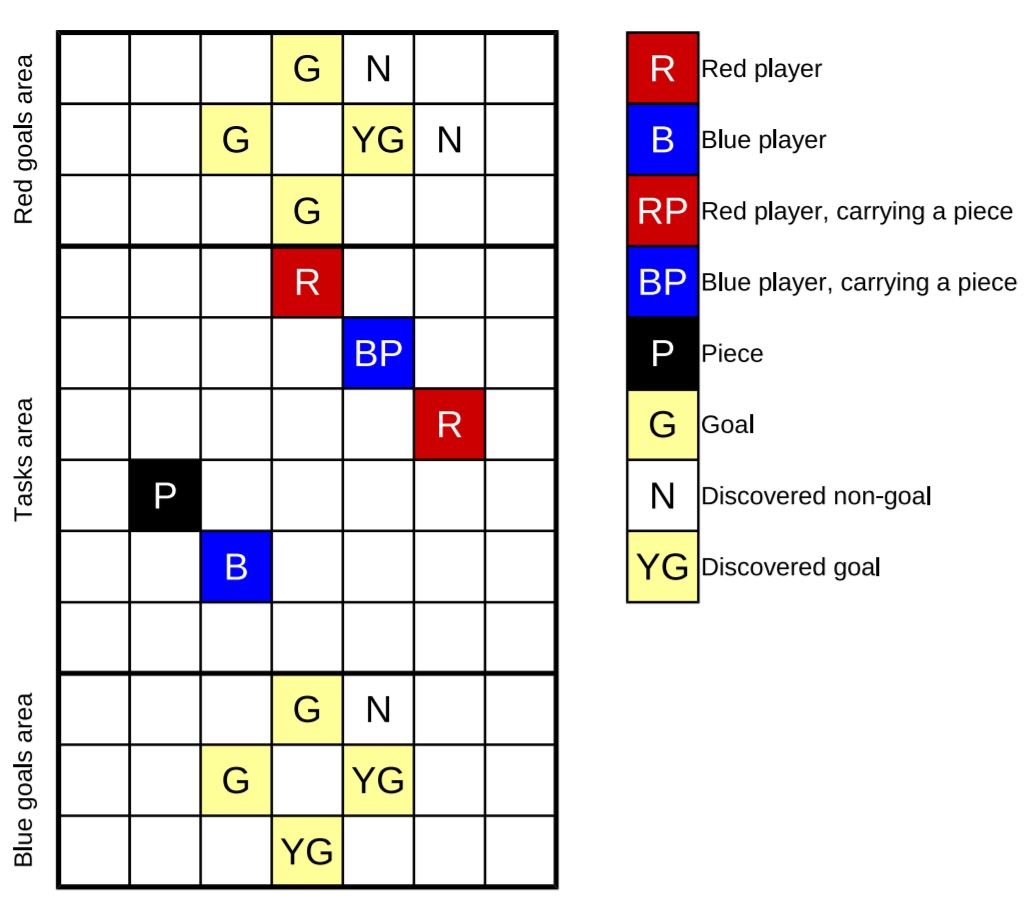 Red goals area
G N
G YG N
G
Tasks area
R
BP
R
P
B
Blue goals area
G N
G YG
YG
R Red player
B Blue player
RP Red player, carrying a piece
BP Blue player, carrying a piece
P Piece
G Goal
N Discovered non-goal
YG Discovered goal